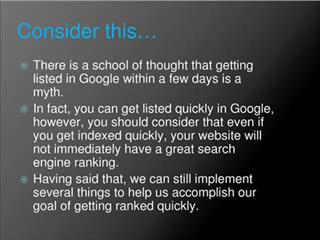 Consider this…
There is a school of thought that getting
listed in Google within a few days is a
myth.
In fact, you can get listed quickly in Google,
however, you should consider that even if
you get indexed quickly, your website will
not immediately have a great search
engine ranking.
Having said that, we can still implement
several things to help us accomplish our
goal of getting ranked quickly.